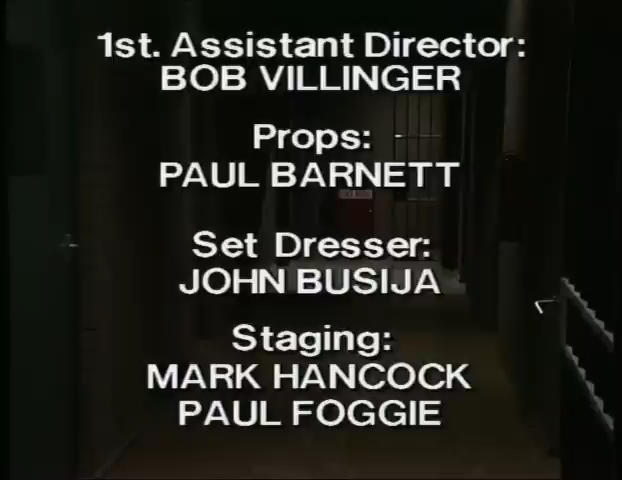 1st. Assistant Director:
BOB VILLINGER
Props:
PAUL BARNETT
Set Dresser:
JOHN BUSIJA
Staging:
MARK HANCOCK
PAUL FOGGIE